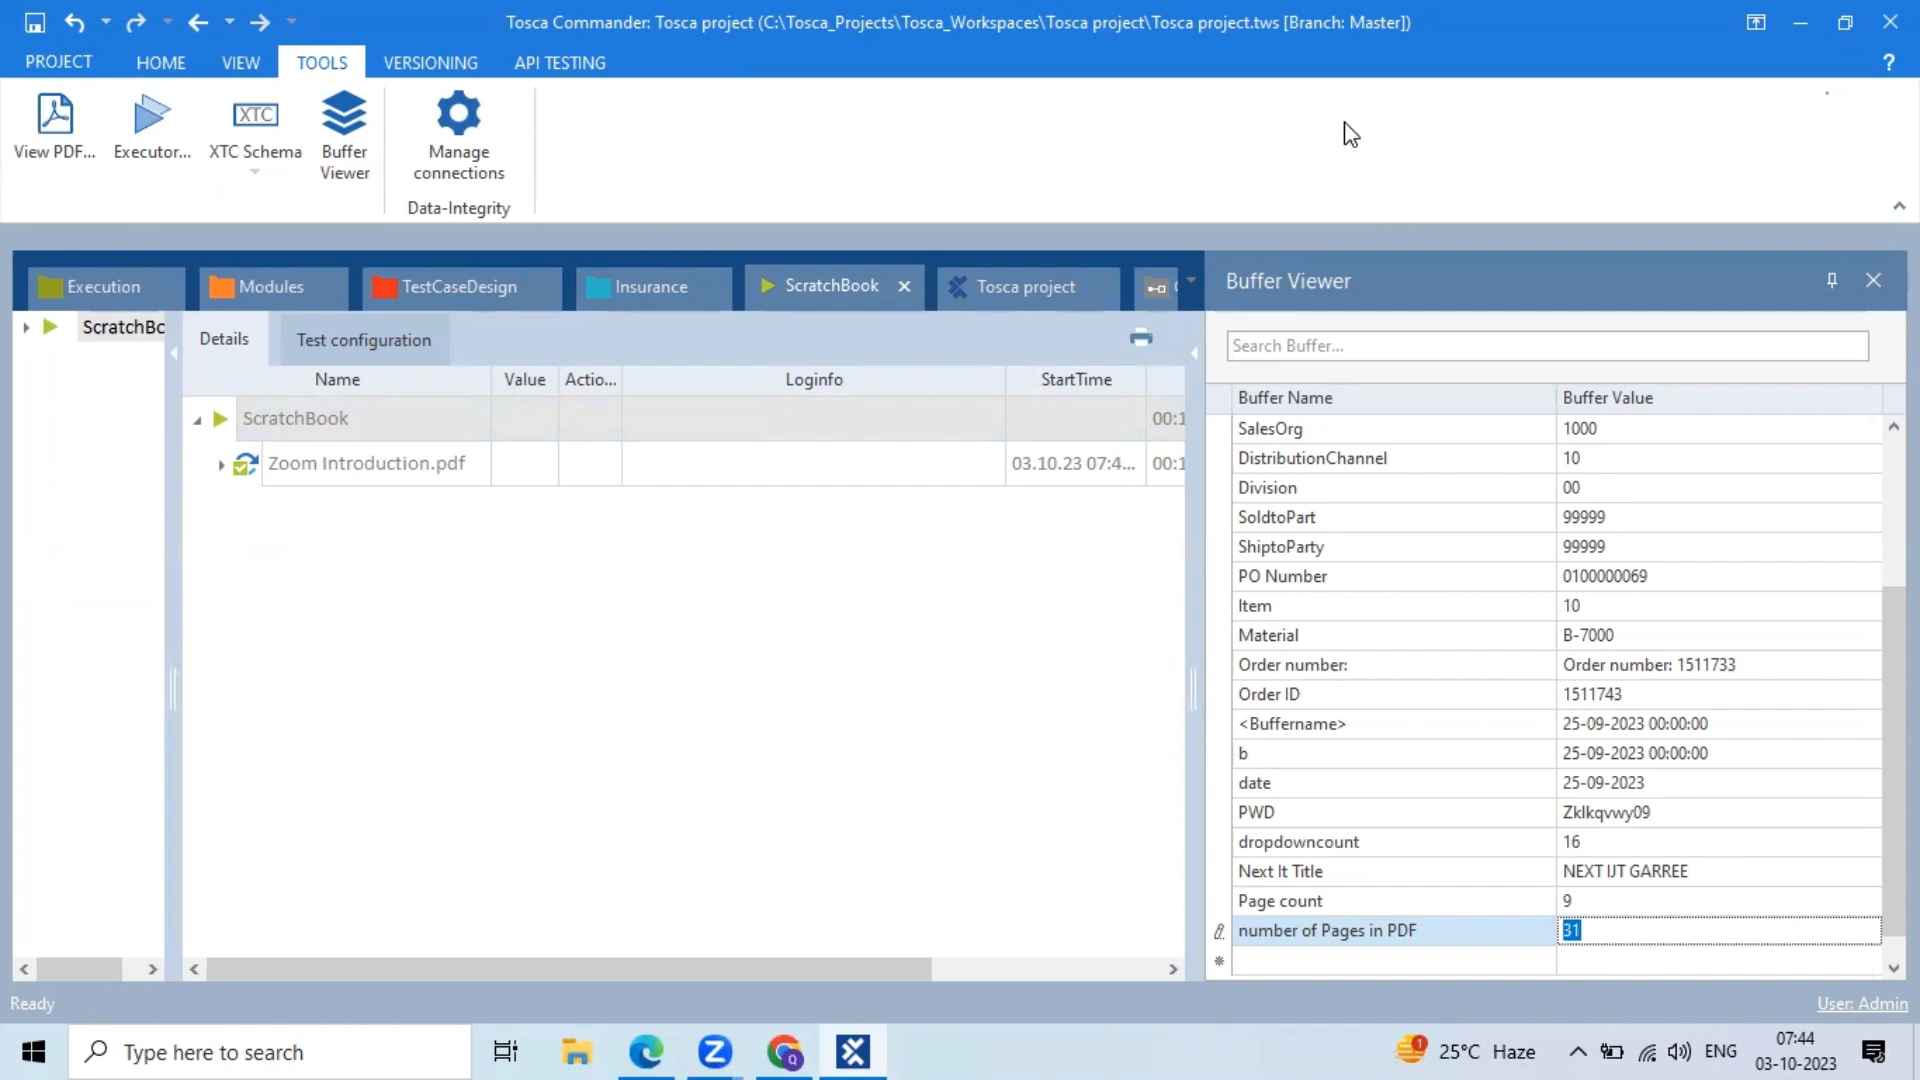 Tosca Commander: Tosca project (C:\Tosca_Projects\Tosca_Workspaces\Tosca project\Tosca project.tws [Branch: Master])
PROJECT HOME VIEW TOOLS VERSIONING API TESTING ?
View PDF... Executor... XTC XTC Schema Buffer Viewer Manage connections
Data-Integrity
Execution Modules TestCaseDesign Insurance ScratchBook Tosca project
Buffer Viewer
ScratchBo
Details Test configuration
Search Buffer...
Name Value Actio... Loginfo StartTime
ScratchBook 00:1
Zoom Introduction.pdf 03.10.23 07:4... 00:1
Buffer Name Buffer Value
SalesOrg 1000
DistributionChannel 10
Division 00
SoldtoPart 99999
ShiptoParty 99999
PO Number 0100000069
Item 10
Material B-7000
Order number: Order number: 1511733
Order ID 1511743
<Buffername> 25-09-2023 00:00:00
b 25-09-2023 00:00:00
date 25-09-2023
PWD Zklkqvwy09
dropdowncount 16
Next It Title NEXT IJT GARREE
Page count 9
number of Pages in PDF 31
Ready User: Admin
Type here to search 1 25°C Haze ENG 07:44
03-10-2023